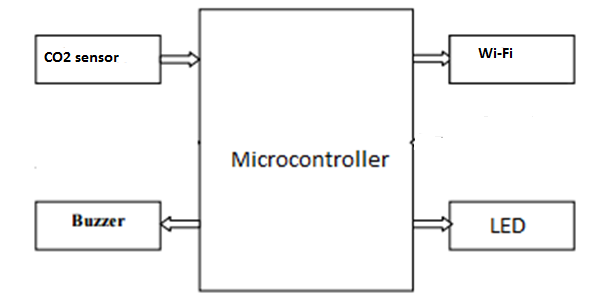 CO2 sensor
Wi-Fi
Microcontroller
Buzzer
LED